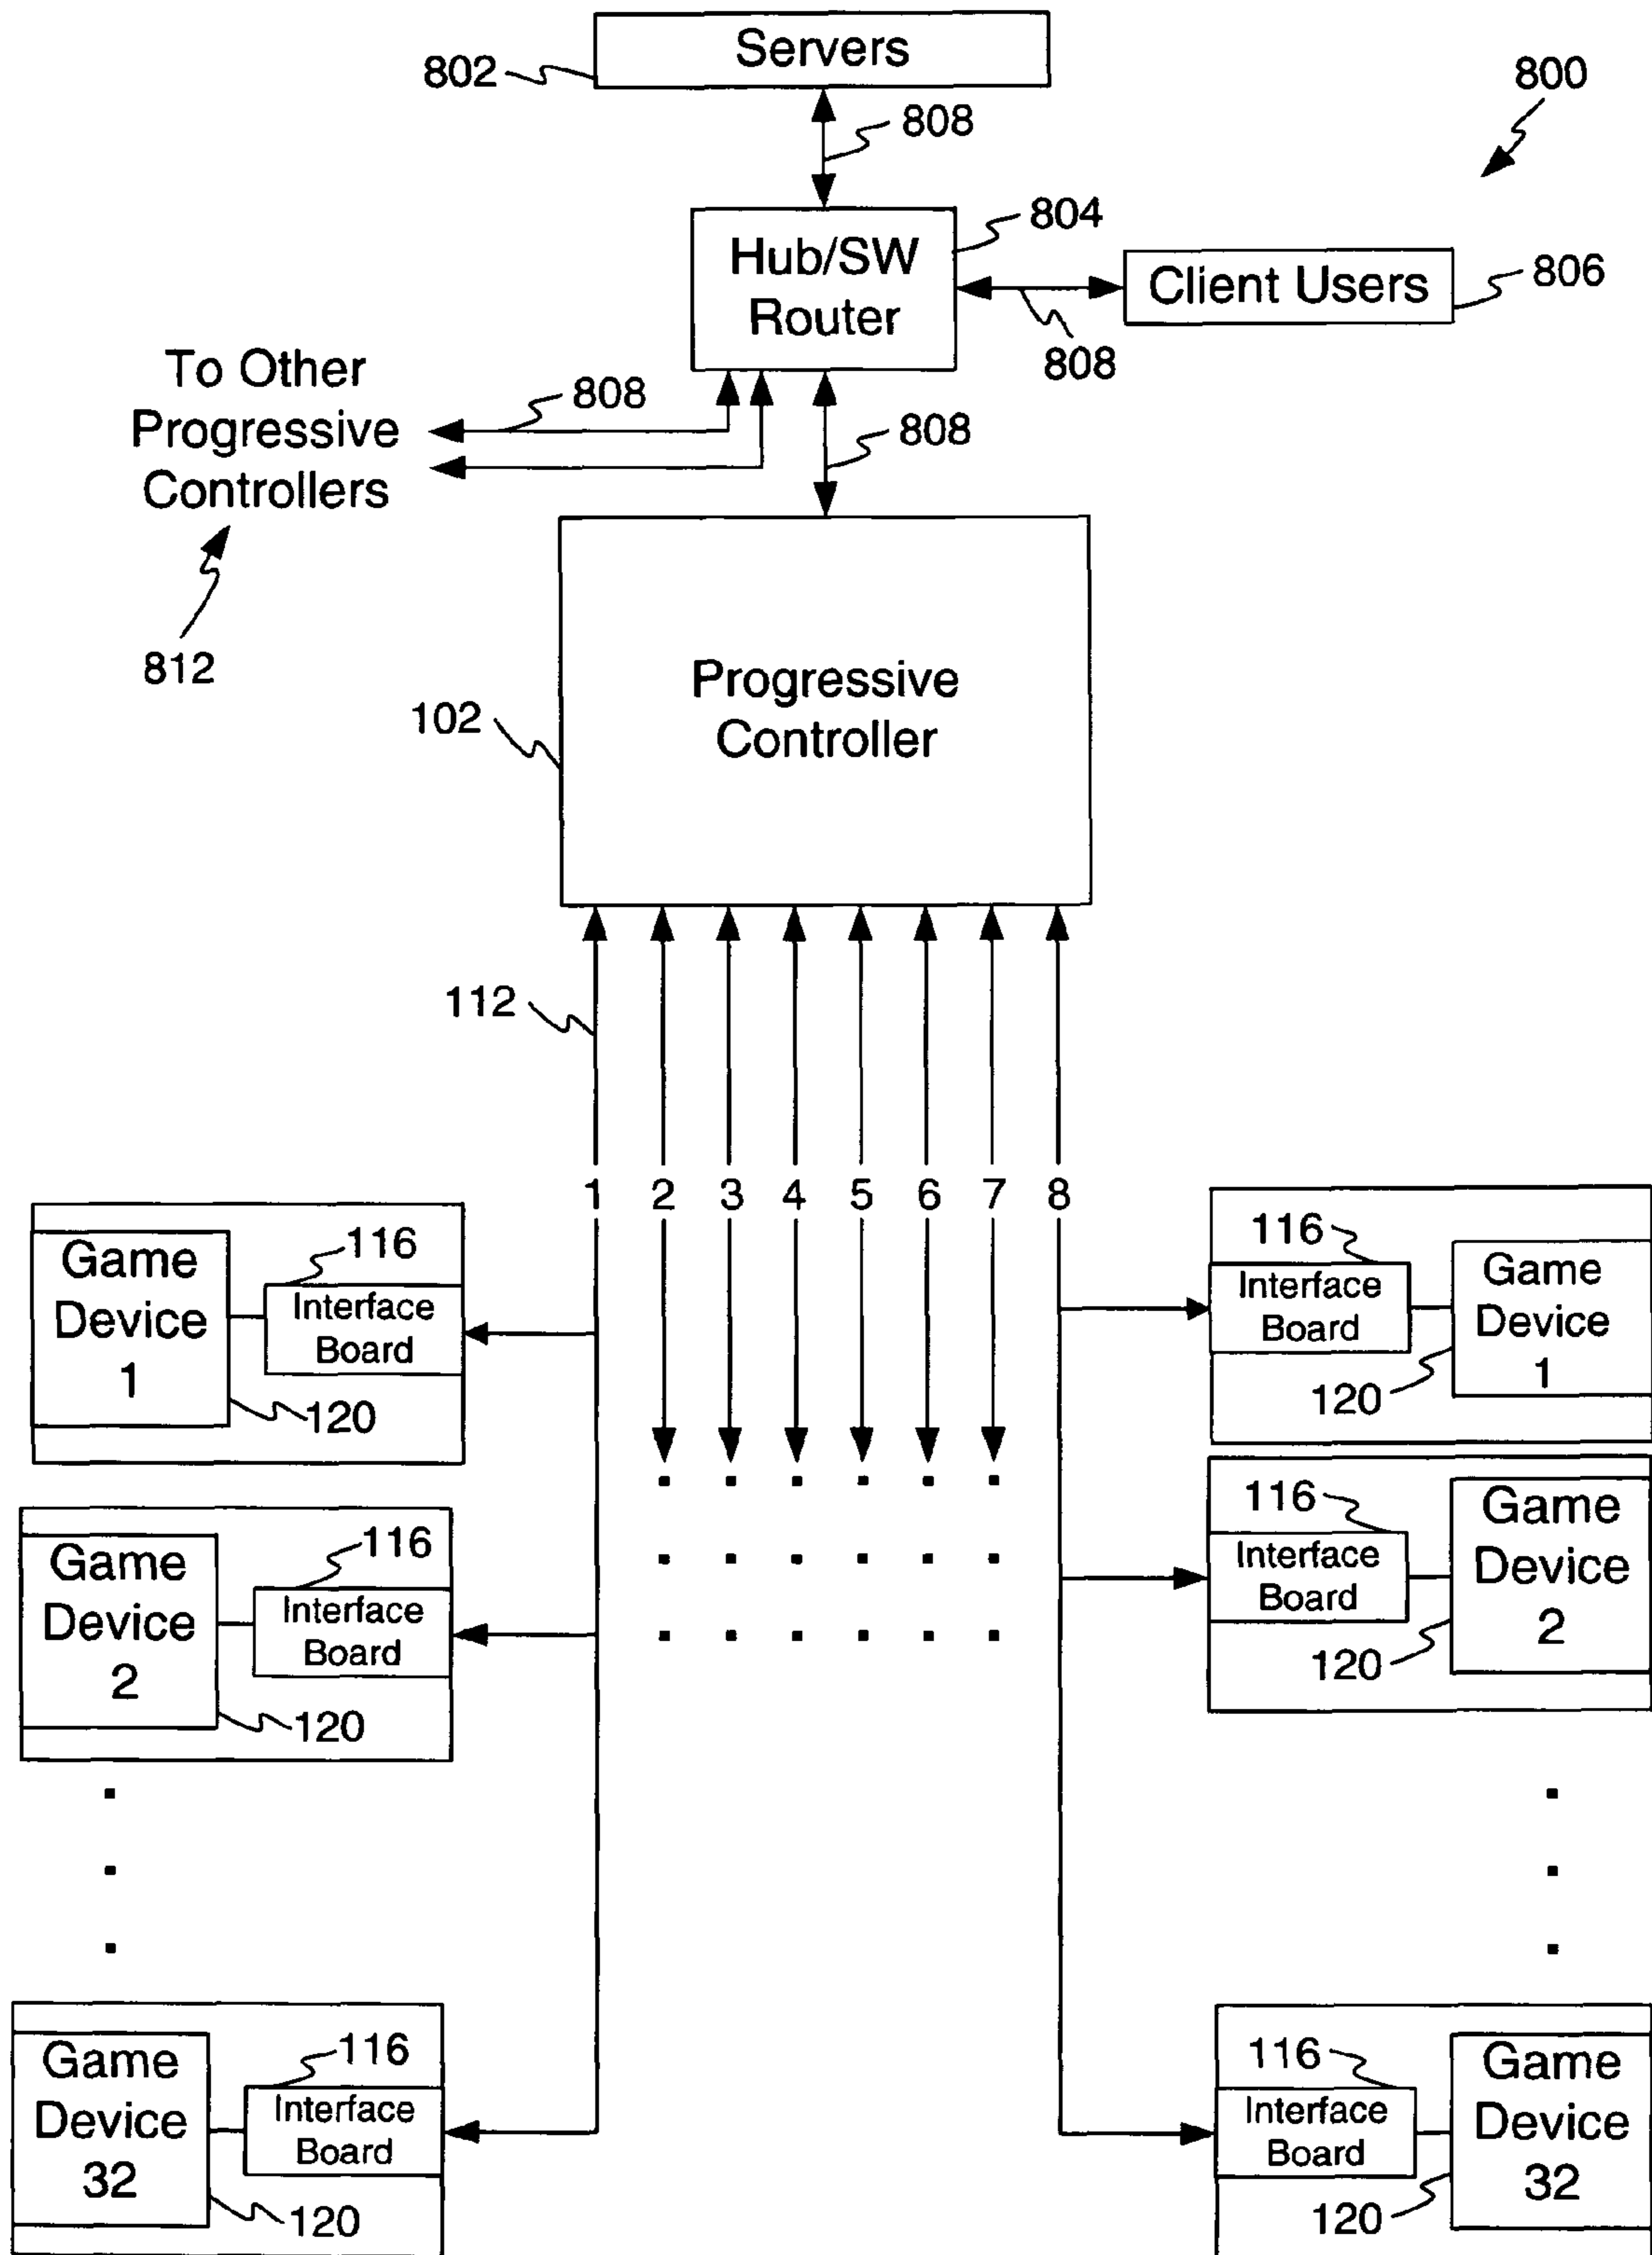 Servers
802
800
808
804
Hub/SW
Router
Client Users
806
808
To Other
Progressive
Controllers
808
808
812
Progressive
Controller
102
112
1 2 3 4 5 6 7 8
Game
Device
1
116
Interface
Board
120
116
Interface
Board
Game
Device
1
120
Game
Device
2
116
Interface
Board
120
116
Interface
Board
Game
Device
2
120
Game
Device
32
116
Interface
Board
120
116
Interface
Board
Game
Device
32
120